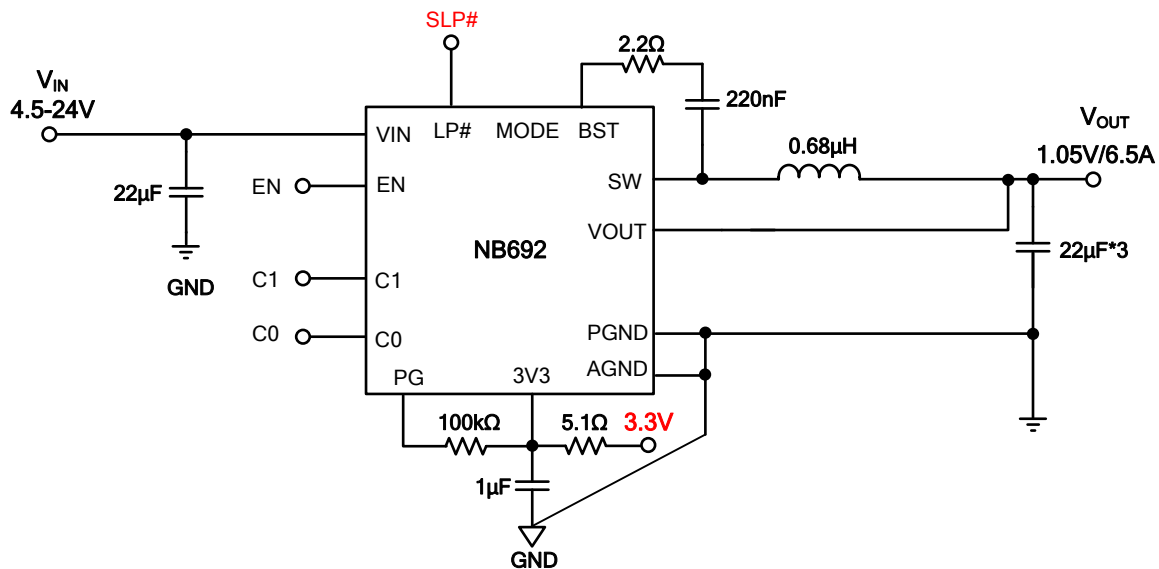 SLP#
2.2Ω
V_IN
4.5-24V
220nF
V_OUT
1.05V/6.5A
VIN
LP#
MODE
BST
0.68µH
EN
EN
SW
22µF
VOUT
22µF*3
NB692
GND
C1
C1
C0
C0
PGND
AGND
PG
3V3
100kΩ
5.1Ω
3.3V
1µF
GND